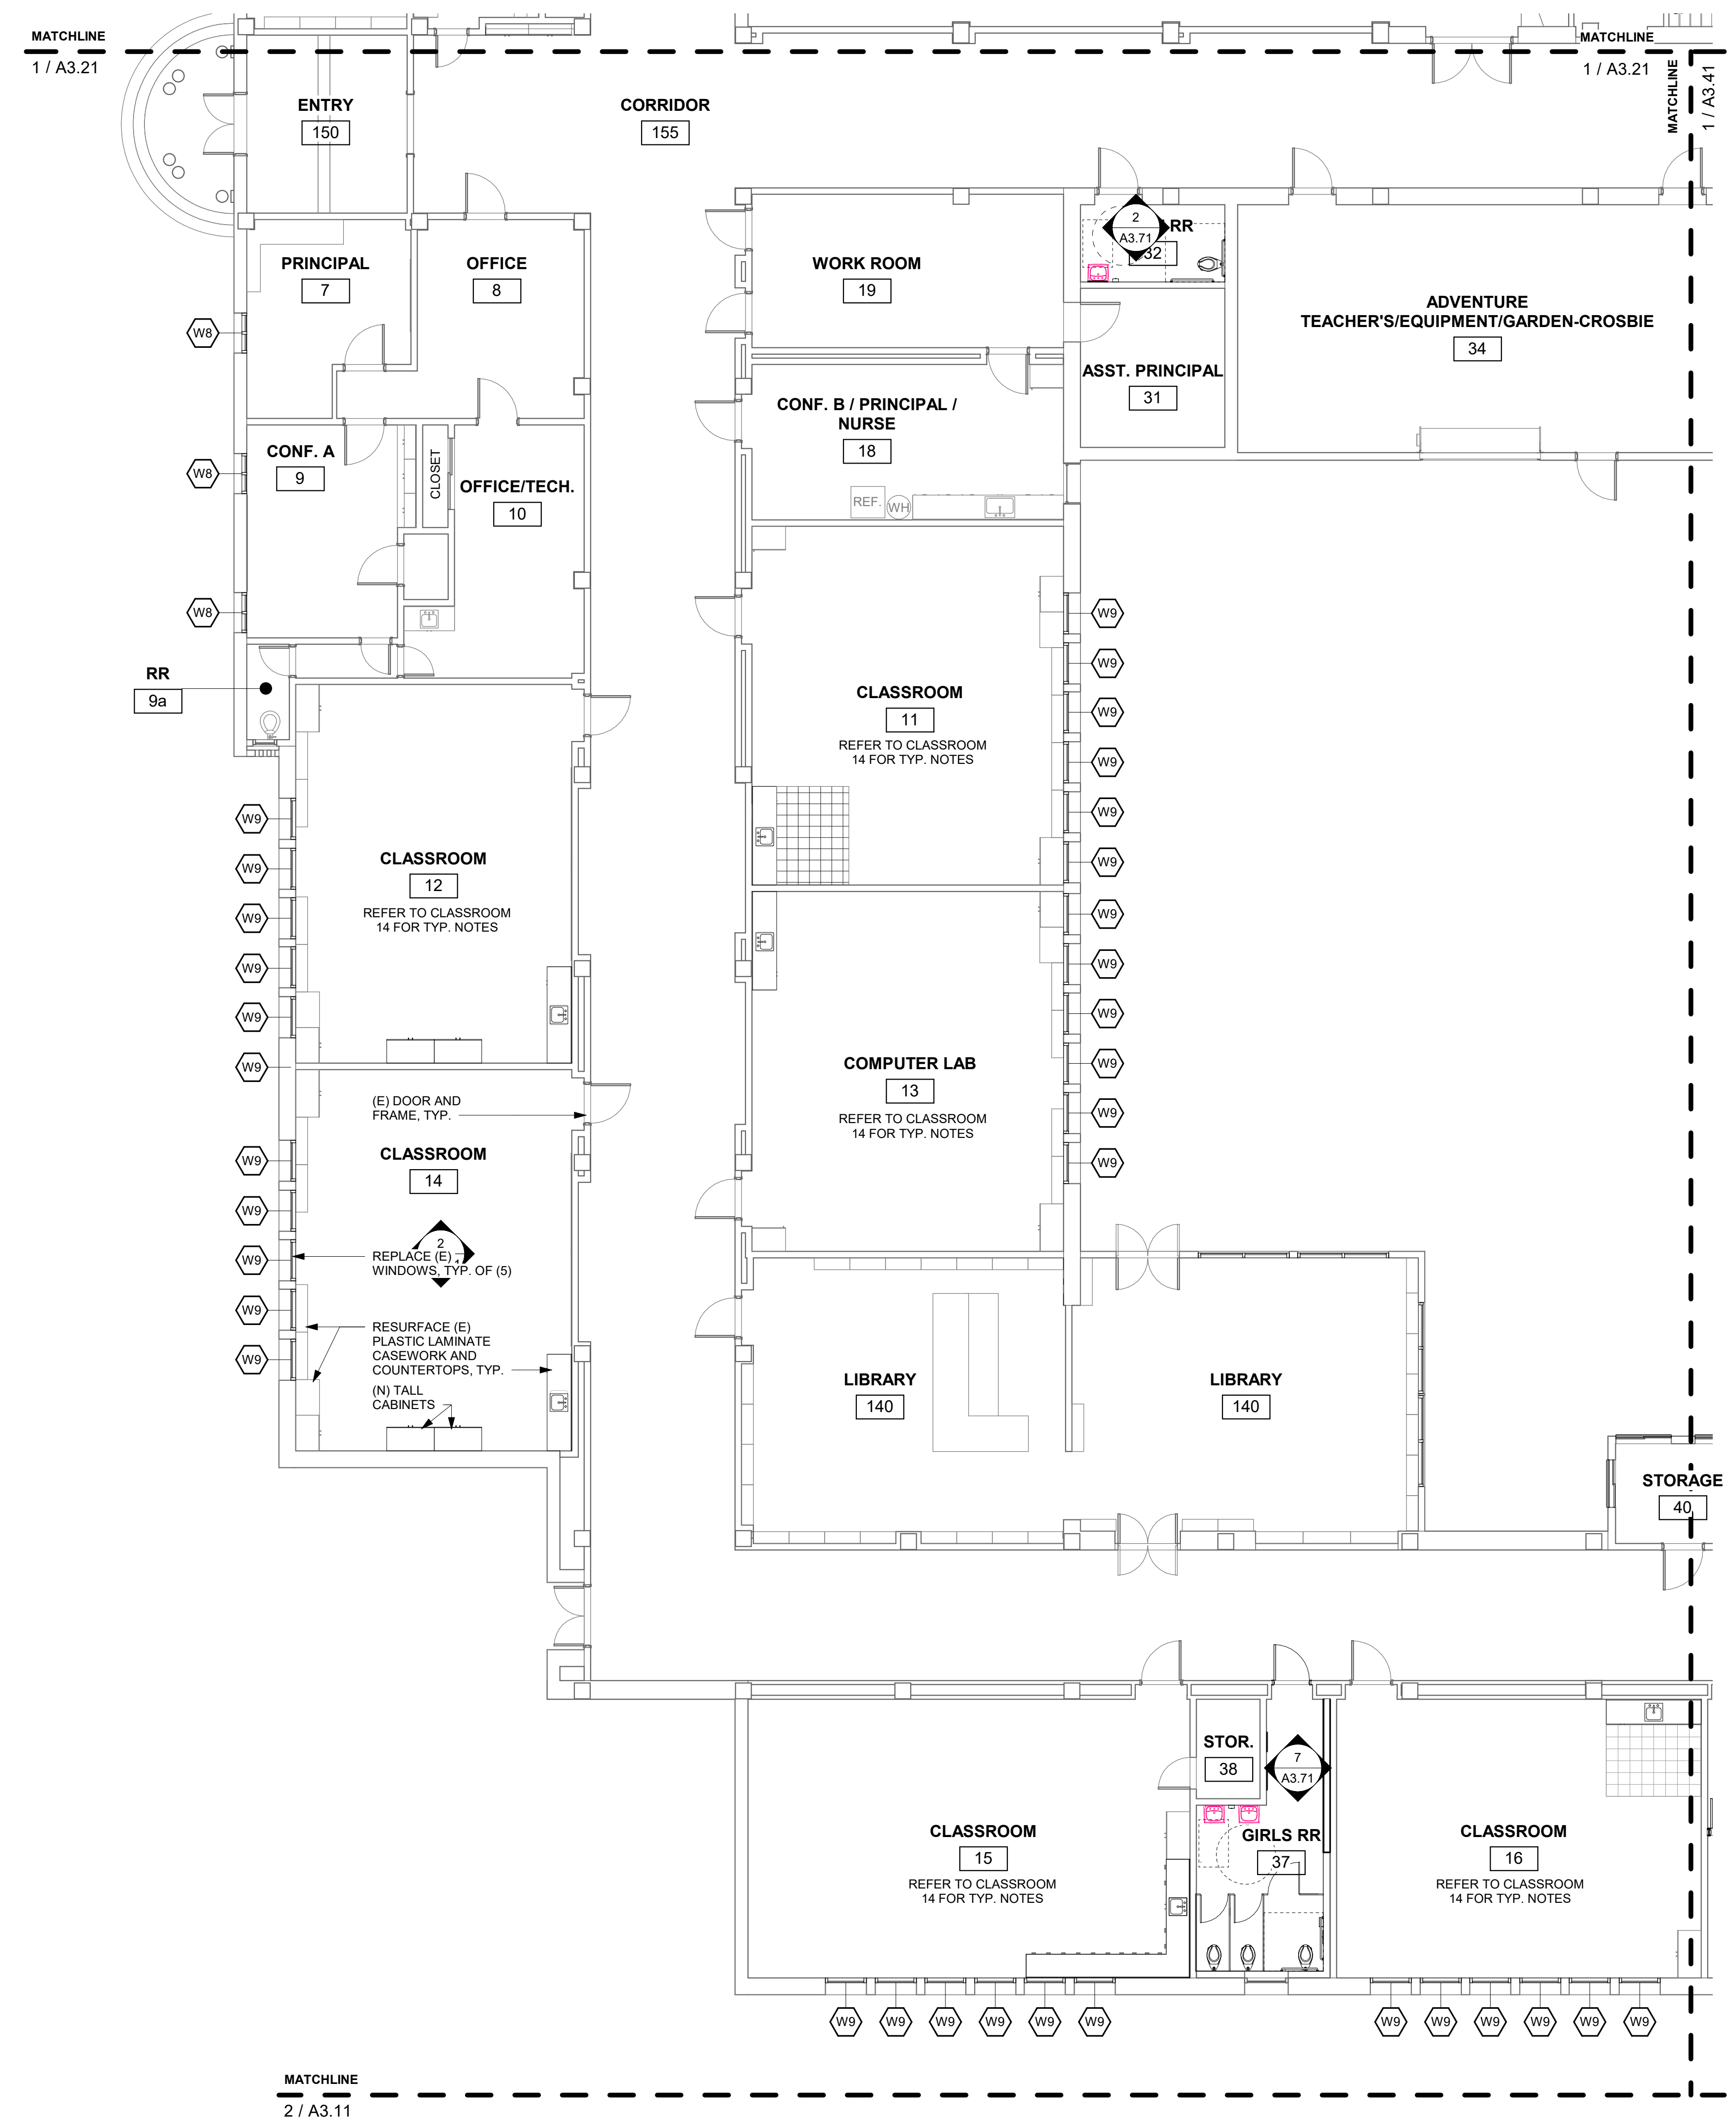 MATCHLINE
1 / A3.21
MATCHLINE
1 / A3.21
MATCHLINE
1 / A3.41
ENTRY
150
CORRIDOR
155
PRINCIPAL
7
OFFICE
8
WORK ROOM
19
2
A3.71
RR
32
ADVENTURE
TEACHER'S/EQUIPMENT/GARDEN-CROSBIE
34
W8
ASST. PRINCIPAL
31
CONF. B / PRINCIPAL /
NURSE
18
REF.
WH
CONF. A
9
W8
CLOSET
OFFICE/TECH.
10
W8
RR
9a
CLASSROOM
11
REFER TO CLASSROOM
14 FOR TYP. NOTES
W9
W9
W9
W9
W9
W9
CLASSROOM
12
REFER TO CLASSROOM
14 FOR TYP. NOTES
W9
W9
W9
W9
W9
W9
COMPUTER LAB
13
REFER TO CLASSROOM
14 FOR TYP. NOTES
W9
W9
W9
W9
W9
W9
(E) DOOR AND
FRAME, TYP.
CLASSROOM
14
2
REPLACE (E)
WINDOWS, TYP. OF (5)
RESURFACE (E)
PLASTIC LAMINATE
CASEWORK AND
COUNTERTOPS, TYP.
(N) TALL
CABINETS
W9
W9
W9
W9
W9
LIBRARY
140
LIBRARY
140
STORAGE
40
STOR.
38
7
A3.71
GIRLS RR
37
CLASSROOM
15
REFER TO CLASSROOM
14 FOR TYP. NOTES
CLASSROOM
16
REFER TO CLASSROOM
14 FOR TYP. NOTES
W9 W9 W9 W9 W9 W9
W9 W9 W9 W9 W9 W9
MATCHLINE
2 / A3.11